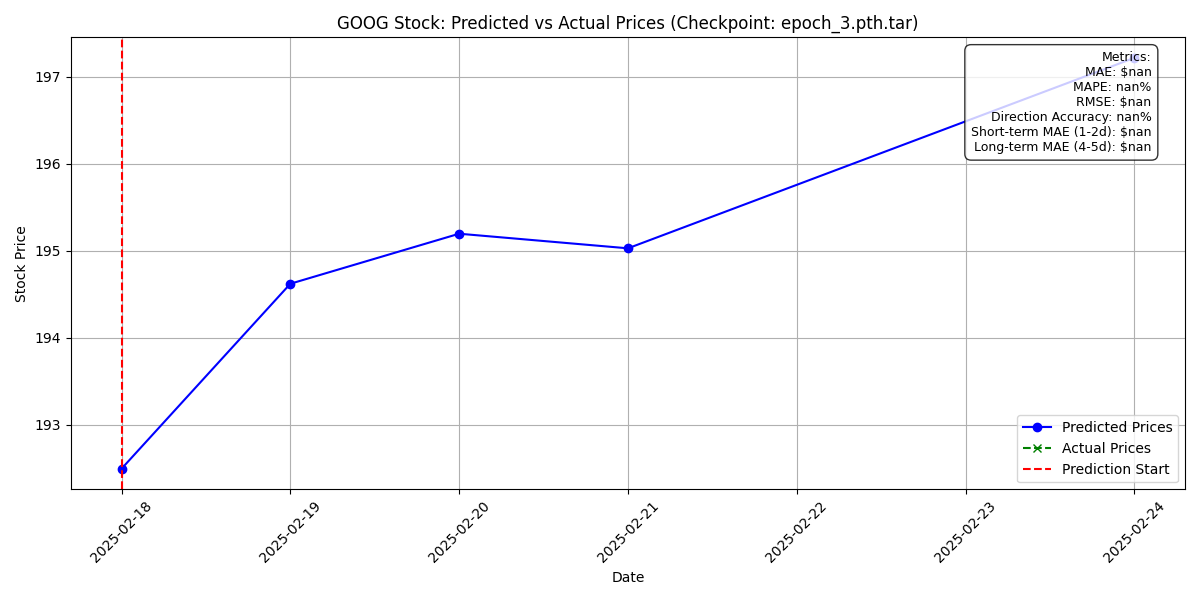 GOOG Stock: Predicted vs Actual Prices (Checkpoint: epoch_3.pth.tar)
Metrics:
MAE: $nan
MAPE: nan%
RMSE: $nan
Direction Accuracy: nan%
Short-term MAE (1-2d): $nan
Long-term MAE (4-5d): $nan
197
196
195
194
193
Stock Price
Predicted Prices
Actual Prices
Prediction Start
2025-02-18
2025-02-19
2025-02-20
2025-02-21
2025-02-22
2025-02-23
2025-02-24
Date